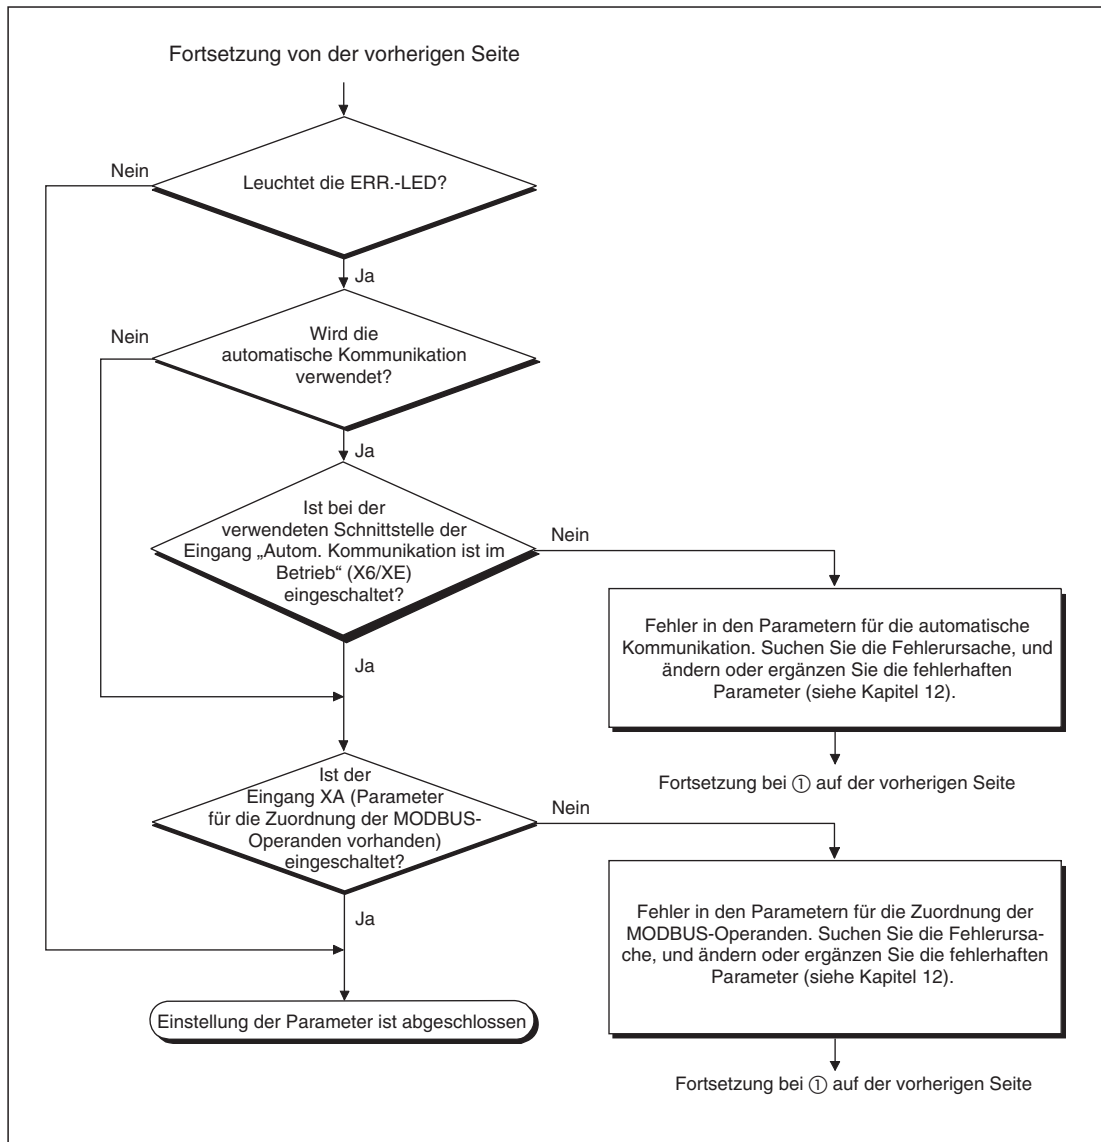 Fortsetzung von der vorherigen Seite
Nein
Leuchtet die ERR.-LED?
Ja
Nein
Wird die
automatische Kommunikation
verwendet?
Ja
Ist bei der
verwendeten Schnittstelle der
Eingang „Autom. Kommunikation ist im
Betrieb“ (X6/XE)
eingeschaltet?
Nein
Fehler in den Parametern für die automatische
Kommunikation. Suchen Sie die Fehlerursache, und
ändern oder ergänzen Sie die fehlerhaften
Parameter (siehe Kapitel 12).
Ja
Fortsetzung bei ① auf der vorherigen Seite
Ist der
Eingang XA (Parameter
für die Zuordnung der MODBUS-
Operanden vorhanden)
eingeschaltet?
Nein
Fehler in den Parametern für die Zuordnung der
MODBUS-Operanden. Suchen Sie die Fehlerursa-
che, und ändern oder ergänzen Sie die fehlerhaften
Parameter (siehe Kapitel 12).
Ja
Einstellung der Parameter ist abgeschlossen
Fortsetzung bei ① auf der vorherigen Seite